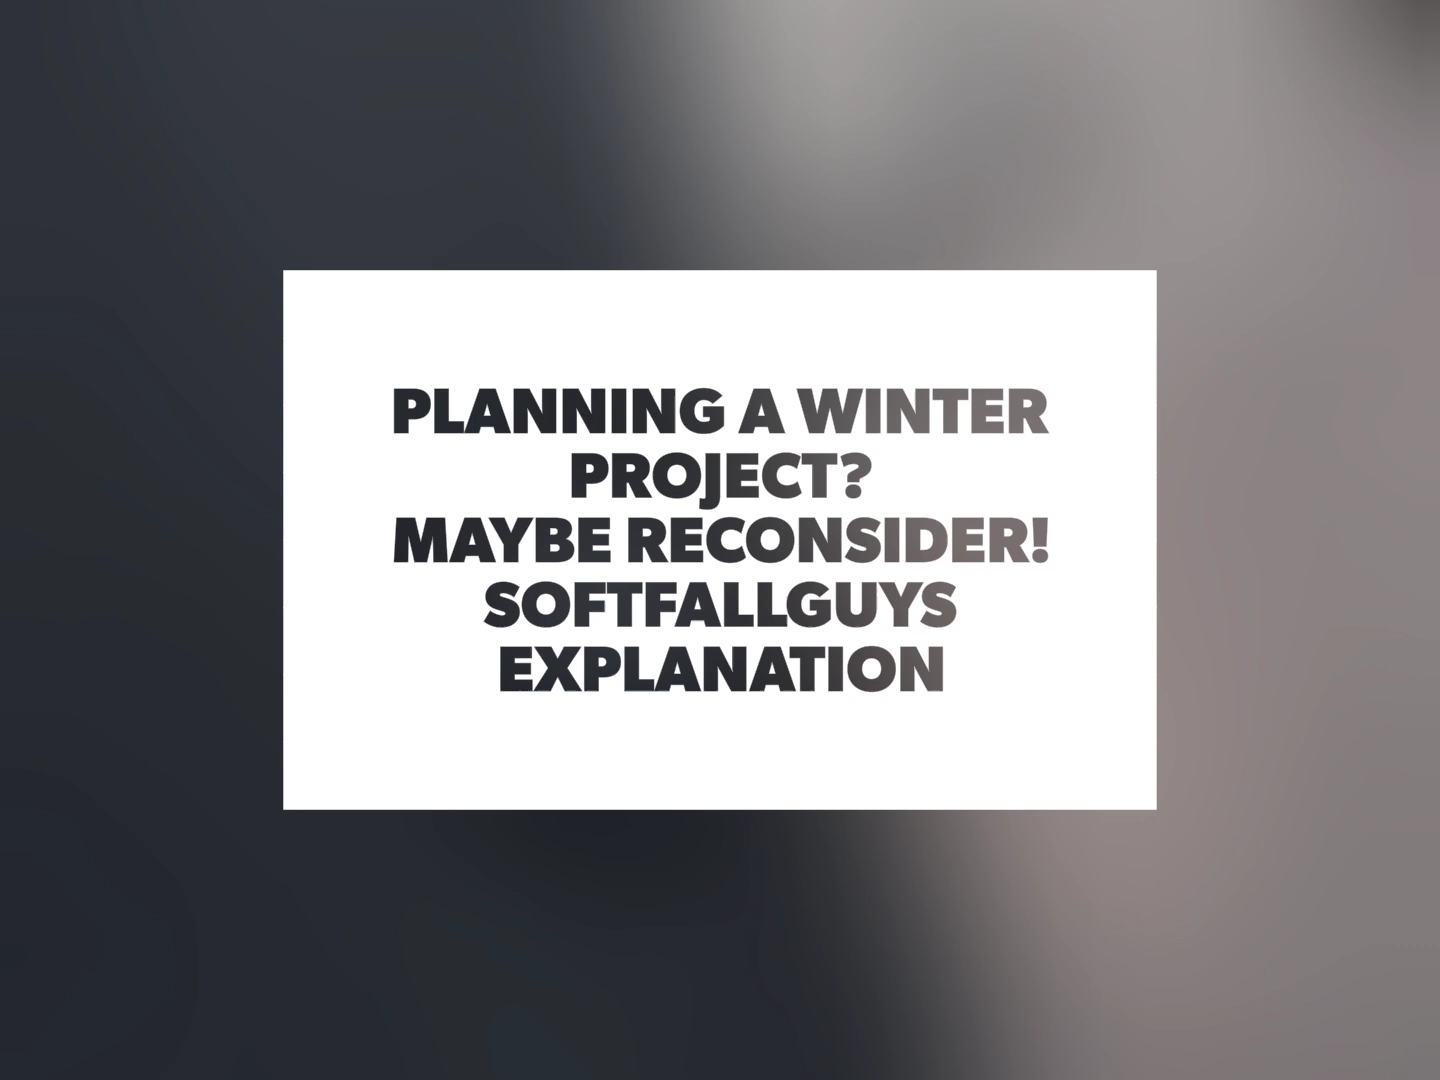 PLANNING A WINTER
PROJECT?
MAYBE RECONSIDER!
SOFTFALLGUYS
EXPLANATION